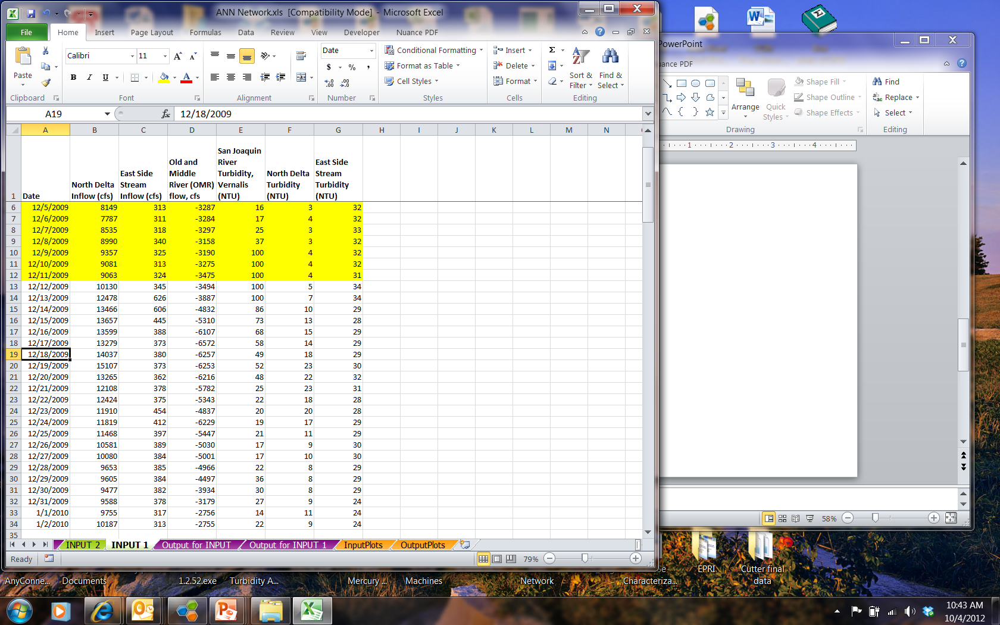 ANN Network.xls  [Compatibility Mode]  -  Microsoft Excel
File Home Insert Page Layout Formulas Data Review View Developer Nuance PDF
Paste
Clipboard
Calibri 11
B I U
Font
Alignment
Date
$ % ,
Number
Conditional Formatting
Format as Table
Cell Styles
Styles
Insert
Delete
Format
Cells
Sort & Filter
Find & Select
Editing
A19 fx 12/18/2009
A B C D E F G H I J K L M N
1 Date North Delta Inflow (cfs) East Side Stream Inflow (cfs) Old and Middle River (OMR) flow, cfs San Joaquin River Turbidity, Vernalis (NTU) North Delta Turbidity (NTU) East Side Stream Turbidity (NTU)
6 12/5/2009 8149 313 -3287 16 3 32
7 12/6/2009 7787 311 -3284 17 4 32
8 12/7/2009 8535 318 -3297 25 3 33
9 12/8/2009 8990 340 -3158 37 3 32
10 12/9/2009 9357 325 -3190 100 4 32
11 12/10/2009 9081 313 -3275 100 4 32
12 12/11/2009 9063 324 -3475 100 4 31
13 12/12/2009 10130 345 -3494 100 5 34
14 12/13/2009 12478 626 -3887 100 7 34
15 12/14/2009 13466 606 -4832 86 10 29
16 12/15/2009 13657 445 -5310 73 13 28
17 12/16/2009 13599 388 -6107 68 15 29
18 12/17/2009 13279 373 -6572 58 14 29
19 12/18/2009 14037 380 -6257 49 18 29
20 12/19/2009 15107 373 -6253 52 23 30
21 12/20/2009 13265 362 -6216 48 22 32
22 12/21/2009 12108 378 -5782 25 23 31
23 12/22/2009 12424 375 -5343 22 18 28
24 12/23/2009 11910 454 -4837 20 20 28
25 12/24/2009 11819 412 -6229 19 17 29
26 12/25/2009 11468 397 -5447 21 11 29
27 12/26/2009 10581 389 -5030 17 9 30
28 12/27/2009 10080 384 -5001 17 10 30
29 12/28/2009 9653 385 -4966 22 8 29
30 12/29/2009 9605 384 -4497 36 8 29
31 12/30/2009 9477 382 -3934 30 8 29
32 12/31/2009 9588 378 -3179 27 9 24
33 1/1/2010 9755 317 -2756 14 11 24
34 1/2/2010 10187 313 -2755 22 9 24
35
INPUT 2 INPUT 1 Output for INPUT Output for INPUT 1 InputPlots OutputPlots
Ready 79%
PowerPoint
uance PDF
Arrange
Quick Styles
Shape Fill
Shape Outline
Shape Effects
Drawing
Find
Replace
Select
Editing
1 2 3 4
58%
AnyConne... Documents 1.2.52.exe Turbidity A... Mercury ... Machines Network Characteriza...
EPRI
Cutter final data
10:43 AM
10/4/2012